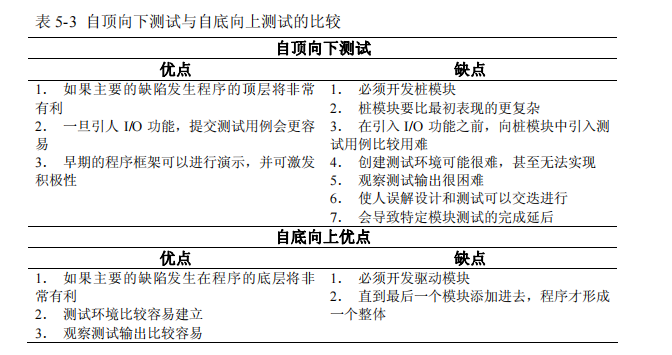 表 5-3 自顶向下测试与自底向上测试的比较
自顶向下测试
优点
缺点
1. 如果主要的缺陷发生程序的顶层将非常
有利
2. 一旦引人 I/O 功能，提交测试用例会更容
易
3. 早期的程序框架可以进行演示，并可激发
积极性
1. 必须开发桩模块
2. 桩模块要比最初表现的更复杂
3. 在引入 I/O 功能之前，向桩模块中引入测
试用例比较用难
4. 创建测试环境可能很难，甚至无法实现
5. 观察测试输出很困难
6. 使人误解设计和测试可以交迭进行
7. 会导致特定模块测试的完成延后
自底向上优点
优点
缺点
1. 如果主要的缺陷发生在程序的底层将非
常有利
2. 测试环境比较容易建立
3. 观察测试输出比较容易
1. 必须开发驱动模块
2. 直到最后一个模块添加进去，程序才形成
一个整体